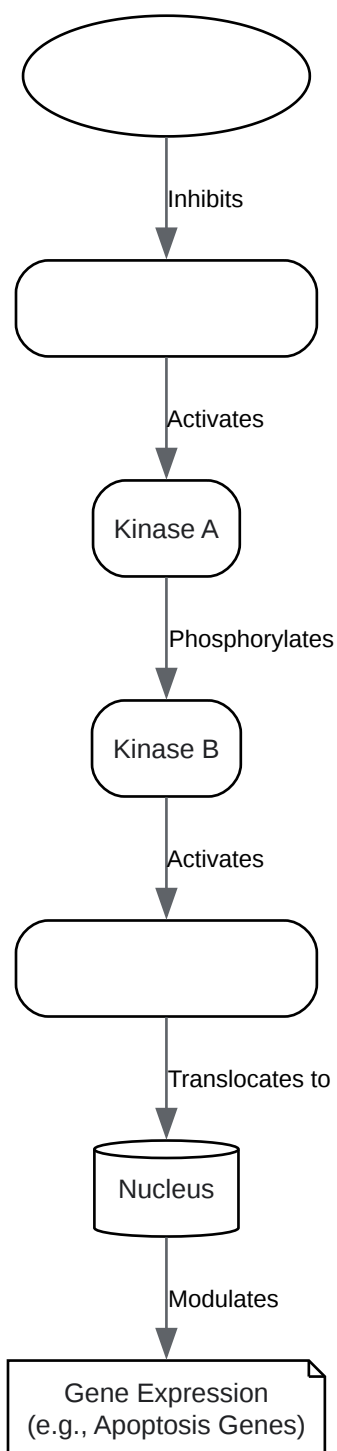 Inhibits
Activates
Kinase A
Phosphorylates
Kinase B
Activates
Translocates to
Nucleus
Modulates
Gene Expression
(e.g., Apoptosis Genes)